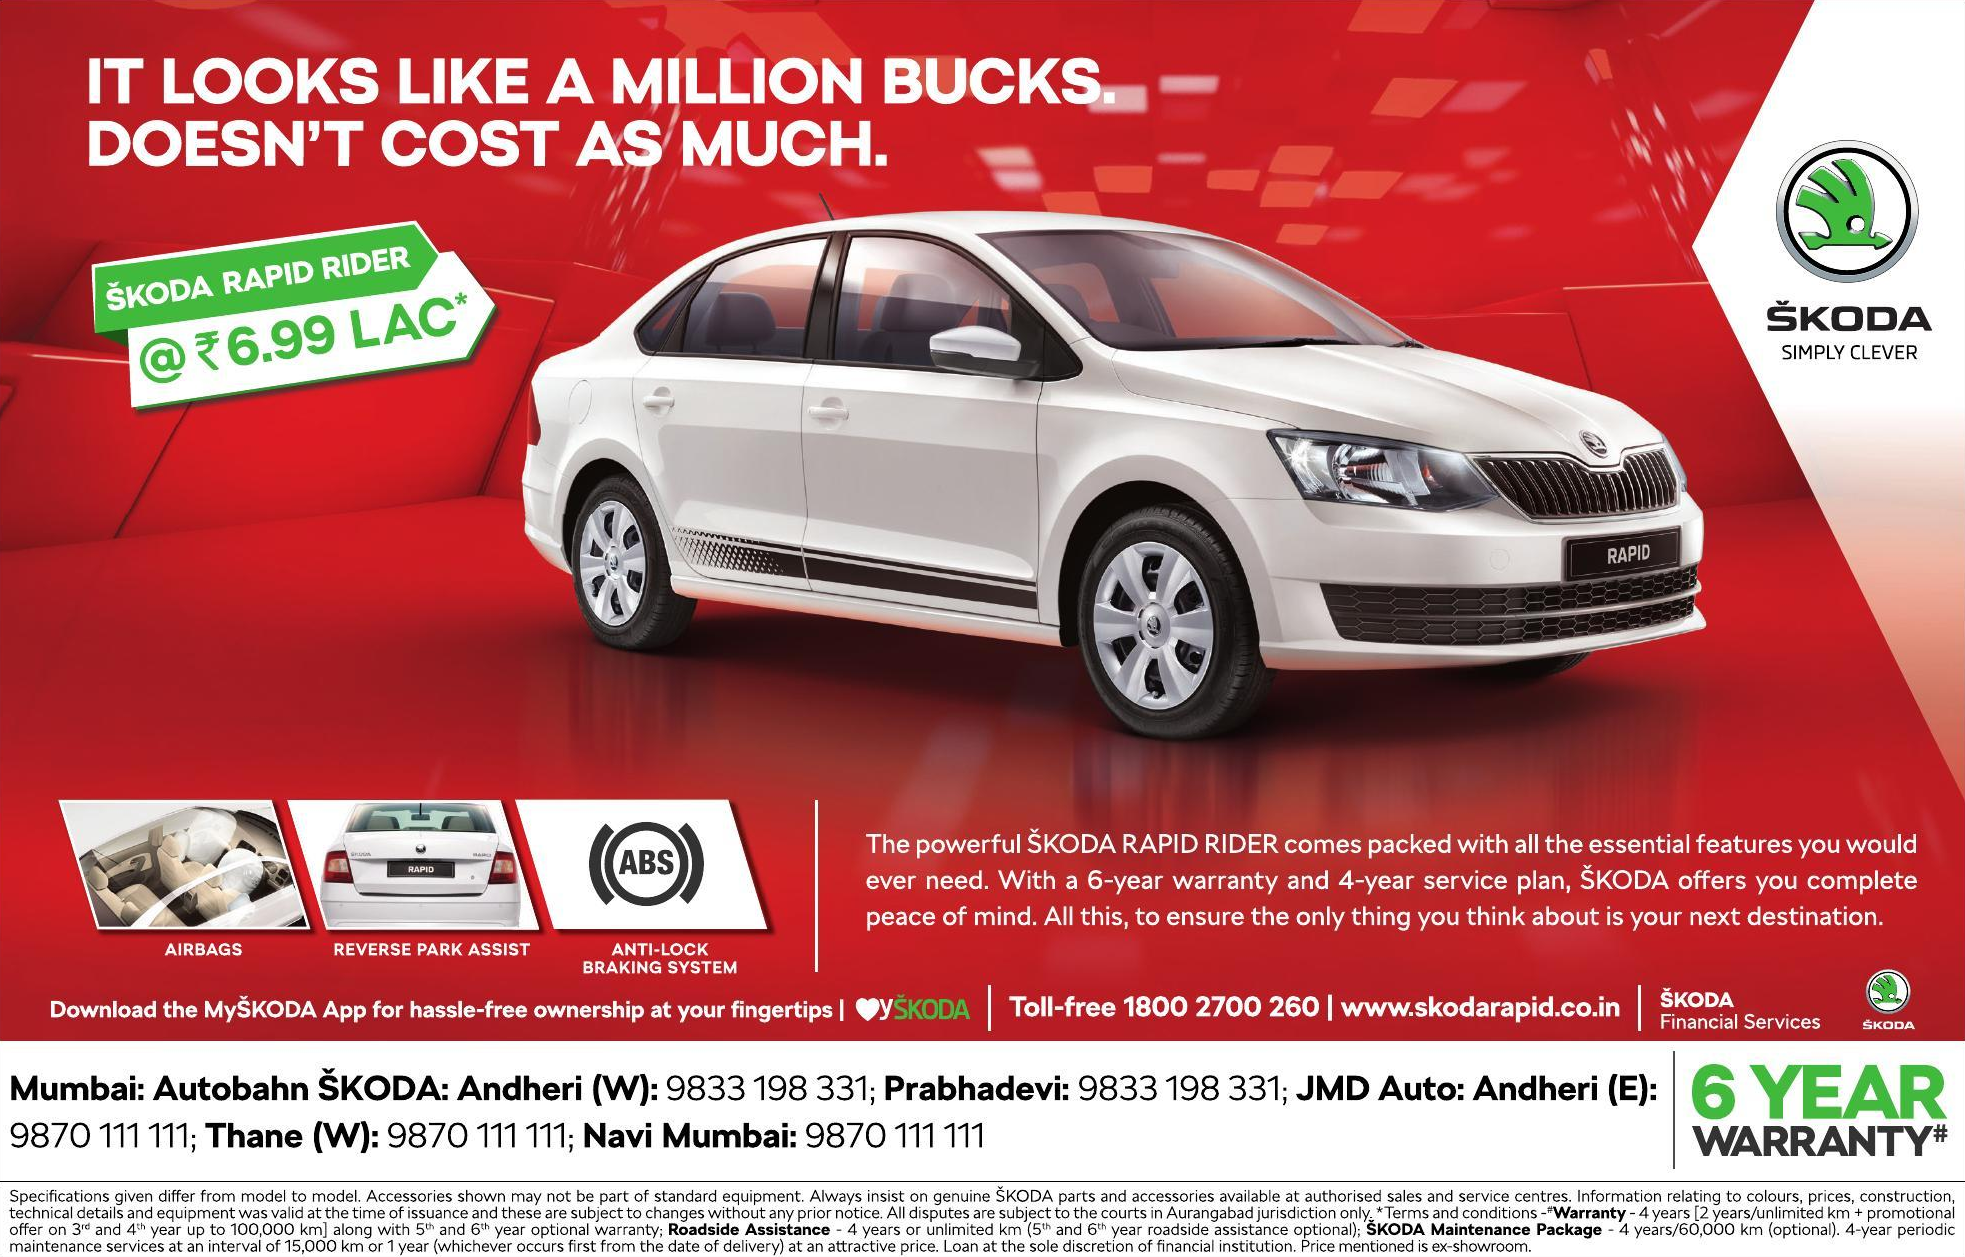 IT LOOKS LIKE A MILLION BUCKS.
DOESN'T COST AS MUCH.
ŠKODA RAPID RIDER
@ ₹6.99 LAC*
ŠKODA
SIMPLY CLEVER
RAPID
ŠKODA RAPID
RAPID
ABS
AIRBAGS
REVERSE PARK ASSIST
ANTI-LOCK
BRAKING SYSTEM
The powerful ŠKODA RAPID RIDER comes packed with all the essential features you would
ever need. With a 6-year warranty and 4-year service plan, ŠKODA offers you complete
peace of mind. All this, to ensure the only thing you think about is your next destination.
Download the MyŠKODA App for hassle-free ownership at your fingertips | yŠKODA
Toll-free 1800 2700 260 | www.skodarapid.co.in
ŠKODA
Financial Services
ŠKODA
Mumbai: Autobahn ŠKODA: Andheri (W): 9833 198 331; Prabhadevi: 9833 198 331; JMD Auto: Andheri (E):
9870 111 111; Thane (W): 9870 111 111; Navi Mumbai: 9870 111 111
6 YEAR
WARRANTY#
Specifications given differ from model to model. Accessories shown may not be part of standard equipment. Always insist on genuine ŠKODA parts and accessories available at authorised sales and service centres. Information relating to colours, prices, construction,
technical details and equipment was valid at the time of issuance and these are subject to changes without any prior notice. All disputes are subject to the courts in Aurangabad jurisdiction only. *Terms and conditions -#Warranty - 4 years [2 years/unlimited km + promotional
offer on 3rd and 4th year up to 100,000 km] along with 5th and 6th year optional warranty; Roadside Assistance - 4 years or unlimited km (5th and 6th year roadside assistance optional); ŠKODA Maintenance Package - 4 years/60,000 km (optional). 4-year periodic
maintenance services at an interval of 15,000 km or 1 year (whichever occurs first from the date of delivery) at an attractive price. Loan at the sole discretion of financial institution. Price mentioned is ex-showroom.